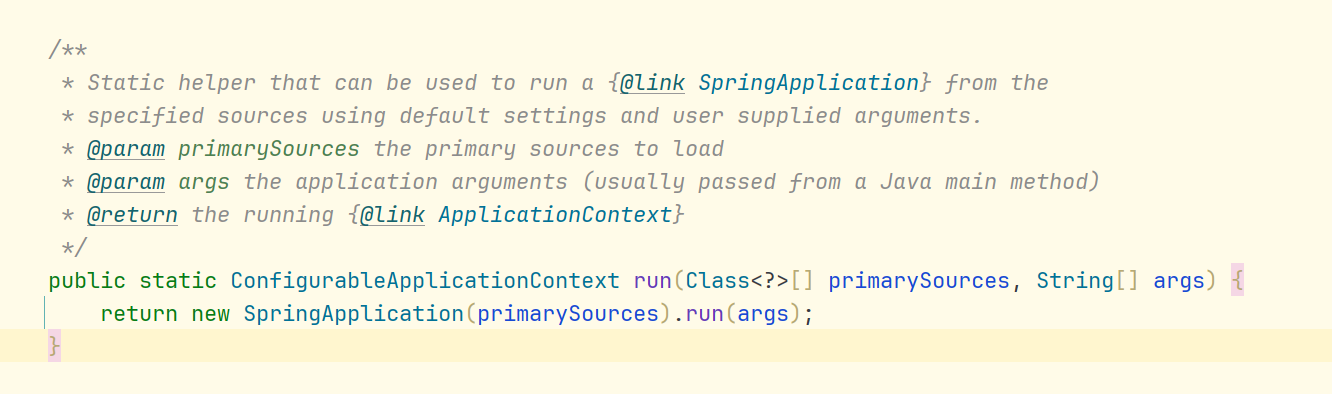 /**
 * Static helper that can be used to run a {@link SpringApplication} from the
 * specified sources using default settings and user supplied arguments.
 * @param primarySources the primary sources to load
 * @param args the application arguments (usually passed from a Java main method)
 * @return the running {@link ApplicationContext}
 */
public static ConfigurableApplicationContext run(Class<?>[] primarySources, String[] args) {
    return new SpringApplication(primarySources).run(args);
}